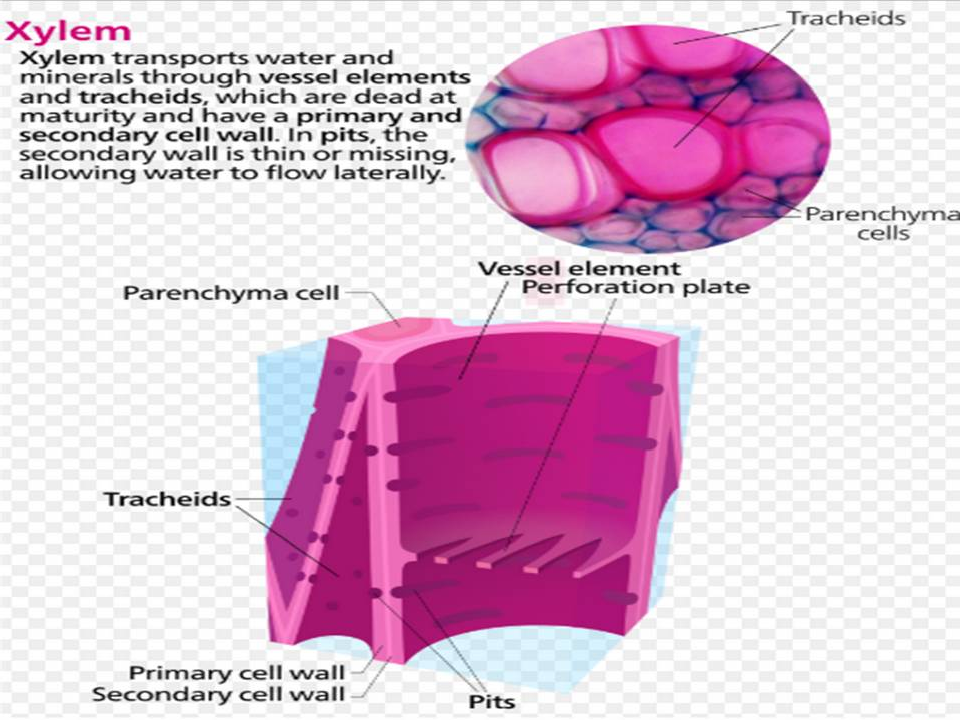 Xylem
Xylem transports water and
minerals through vessel elements
and tracheids, which are dead at
maturity and have a primary and
secondary cell wall. In pits, the
secondary wall is thin or missing,
allowing water to flow laterally.
Tracheids
Parenchyma
cells
Vessel element
Perforation plate
Parenchyma cell
Tracheids
Primary cell wall
Secondary cell wall
Pits